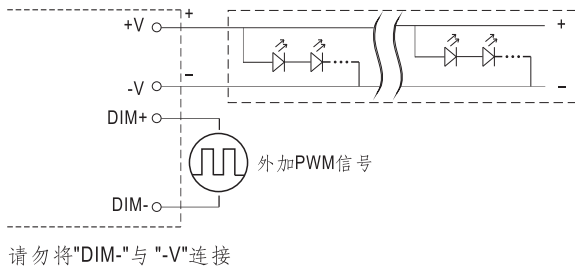 +V
+
+
-V
−
−
DIM+
外加PWM信号
DIM-
请勿将"DIM-"与 "-V"连接